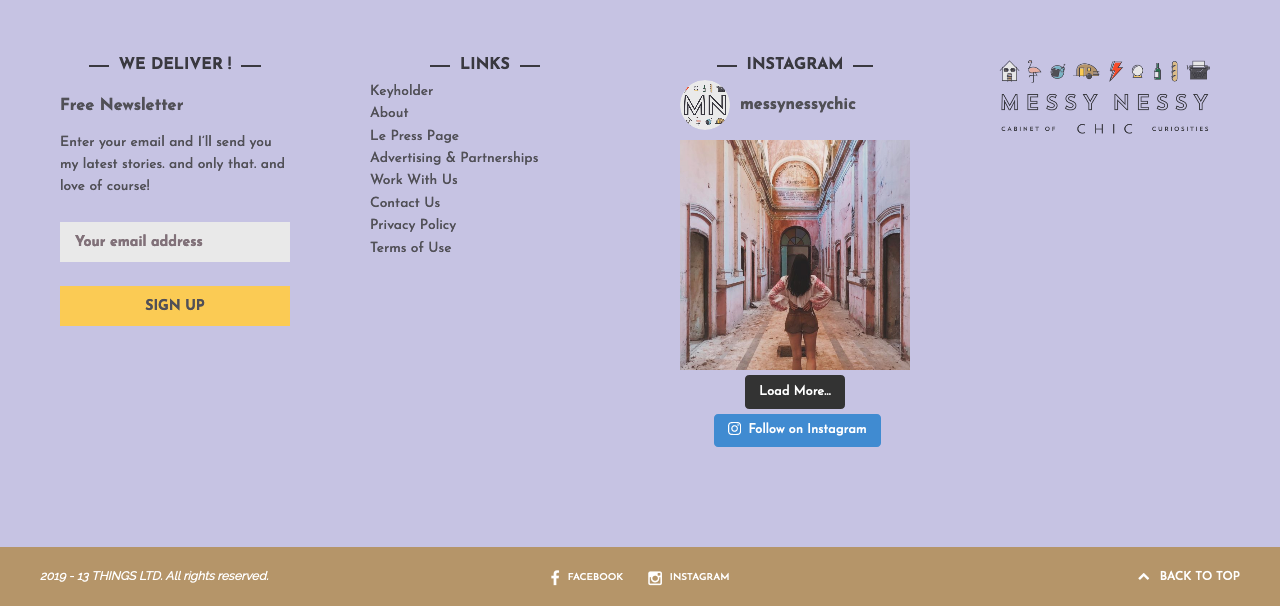 WE DELIVER !
Free Newsletter
Enter your email and I'll send you
my latest stories. and only that. and
love of course!
Your email address
SIGN UP
LINKS
Keyholder
About
Le Press Page
Advertising & Partnerships
Work With Us
Contact Us
Privacy Policy
Terms of Use
INSTAGRAM
MN
messynessychic
Load More...
Follow on Instagram
MESSY NESSY
CABINET OF CHIC CURIOSITIES
2019 - 13 THINGS LTD. All rights reserved.
FACEBOOK
INSTAGRAM
BACK TO TOP